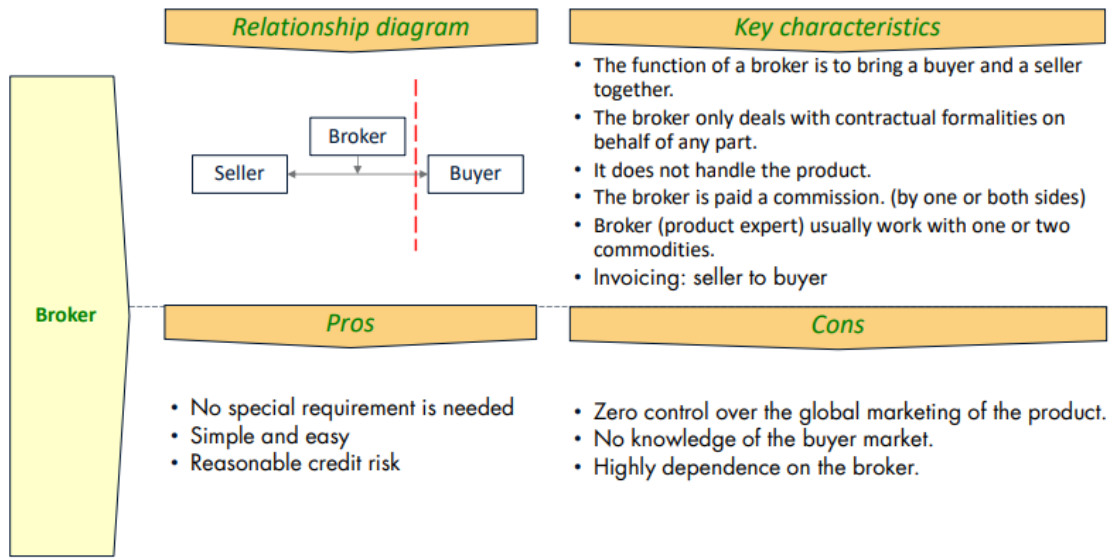 Relationship diagram
Key characteristics
Broker
Seller
Buyer
• The function of a broker is to bring a buyer and a seller
together.
• The broker only deals with contractual formalities on
behalf of any part.
• It does not handle the product.
• The broker is paid a commission. (by one or both sides)
• Broker (product expert) usually work with one or two
commodities.
• Invoicing: seller to buyer
Broker
Pros
Cons
• No special requirement is needed
• Simple and easy
• Reasonable credit risk
• Zero control over the global marketing of the product.
• No knowledge of the buyer market.
• Highly dependence on the broker.